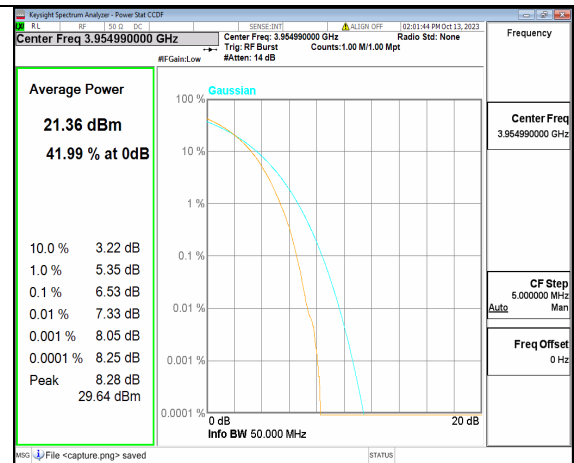 Keysight Spectrum Analyzer - Power Stat CCDF
RL RF 50 Ω DC SENSE:INT ALIGN OFF 02:01:44 PM Oct 13, 2023
Center Freq 3.954990000 GHz
Center Freq: 3.954990000 GHz Radio Std: None
Trig: RF Burst Counts:1.00 M/1.00 Mpt
#IFGain:Low #Atten: 14 dB
Frequency
Average Power
21.36 dBm
41.99 % at 0dB
10.0 % 3.22 dB
1.0 % 5.35 dB
0.1 % 6.53 dB
0.01 % 7.33 dB
0.001 % 8.05 dB
0.0001 % 8.25 dB
Peak 8.28 dB
29.64 dBm
Gaussian
100 %
10 %
1 %
0.1 %
0.01 %
0.001 %
0.0001 %
0 dB 20 dB
Info BW 50.000 MHz
Center Freq
3.954990000 GHz
CF Step
5.000000 MHz
Auto Man
Freq Offset
0 Hz
MSG File <capture.png> saved STATUS